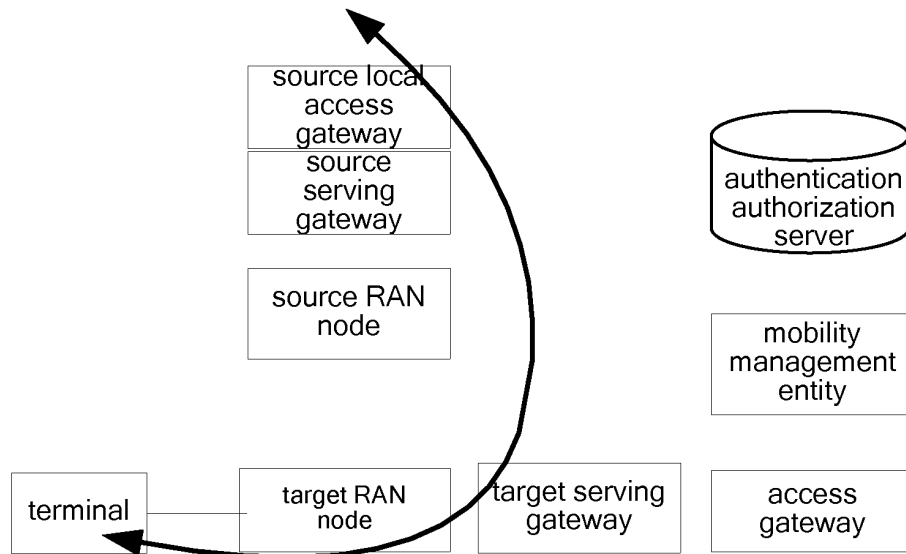 source local
access
gateway
source
serving
gateway
authentication
authorization
server
source RAN
node
mobility
management
entity
terminal
target RAN
node
target serving
gateway
access
gateway